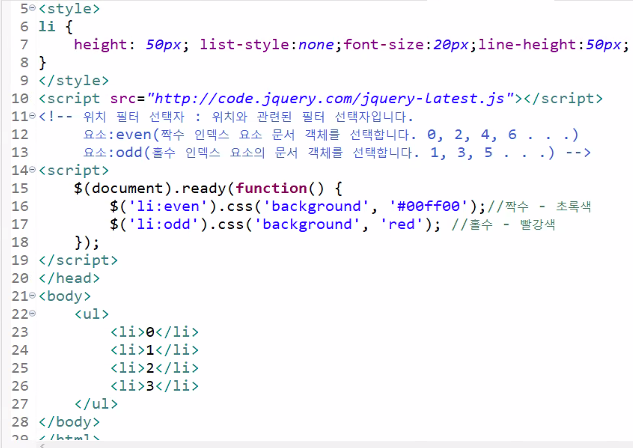 5 <style>
6 li {
7 height: 50px; list-style:none;font-size:20px;line-height:50px;
8 }
9 </style>
10 <script src="http://code.jquery.com/jquery-latest.js"></script>
11 <!-- 위치 필터 선택자 : 위치와 관련된 필터 선택자입니다.
12 요소:even(짝수 인덱스 요소 문서 객체를 선택합니다. 0, 2, 4, 6 . . .)
13 요소:odd(홀수 인덱스 요소의 문서 객체를 선택합니다. 1, 3, 5 . . .) -->
14 <script>
15 $(document).ready(function() {
16 $('li:even').css('background', '#00ff00');//짝수 - 초록색
17 $('li:odd').css('background', 'red'); //홀수 - 빨강색
18 });
19 </script>
20 </head>
21 <body>
22 <ul>
23 <li>0</li>
24 <li>1</li>
25 <li>2</li>
26 <li>3</li>
27 </ul>
28 </body>
29 </html>